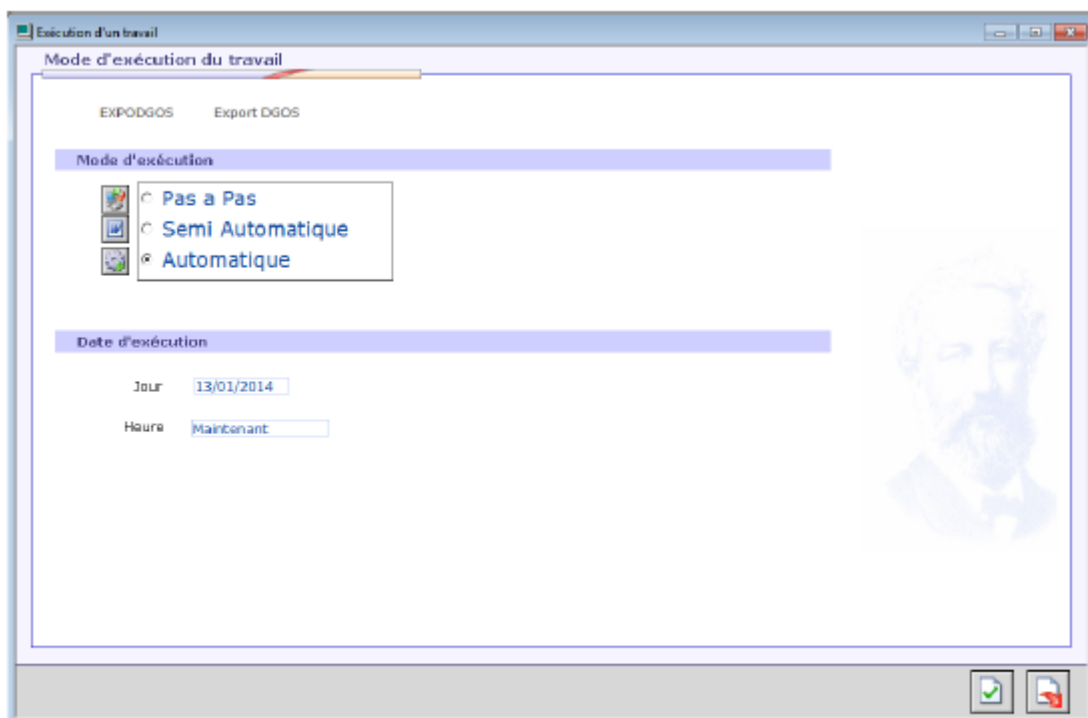 Exécution d'un travail
Mode d'exécution du travail
EXPODGOS Export DGOS
Mode d'exécution
Pas a Pas
Semi Automatique
Automatique
Date d'exécution
Jour 13/01/2014
Heure Maintenant